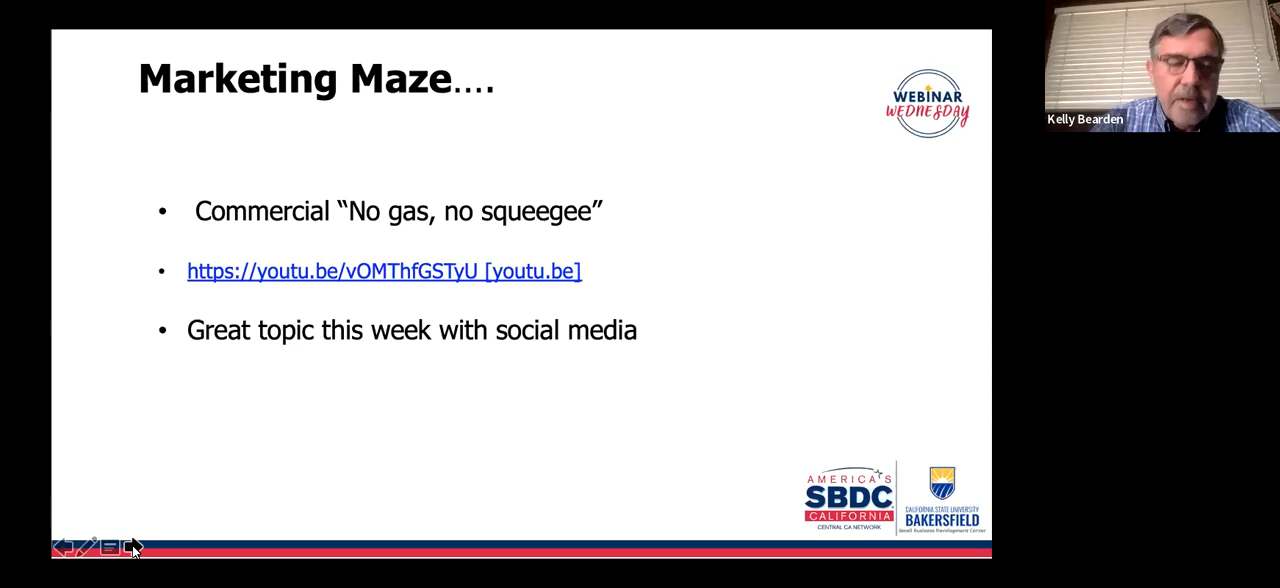 Marketing Maze....
WEBINAR
WEDNESDAY
Kelly Bearden
• Commercial “No gas, no squeegee”
• https://youtu.be/vOMThfGSTyU [youtu.be]
• Great topic this week with social media
AMERICA'S
SBDC
CALIFORNIA
CENTRAL CA NETWORK
CALIFORNIA STATE UNIVERSITY
BAKERSFIELD
Small Business Development Center